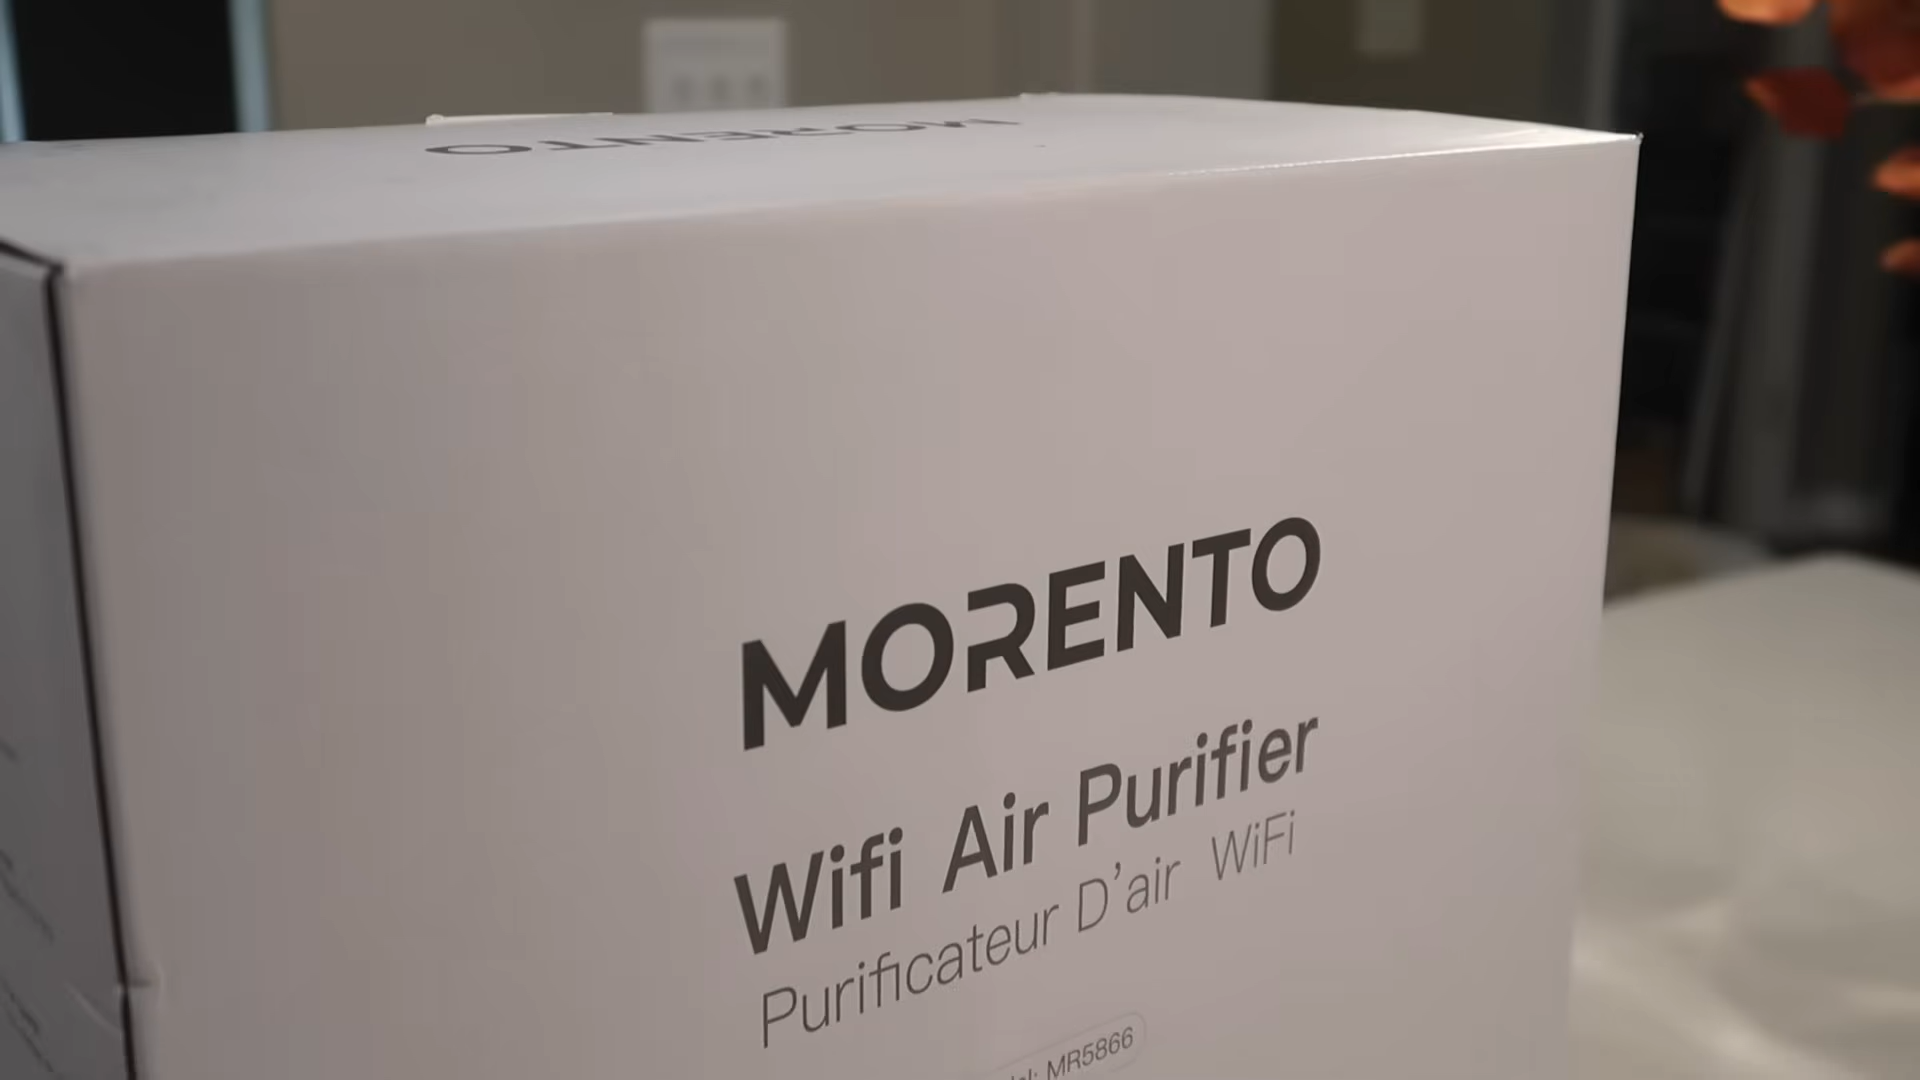 MORENTO
MORENTO
Wifi Air Purifier
Purificateur D’air WiFi
MR5866